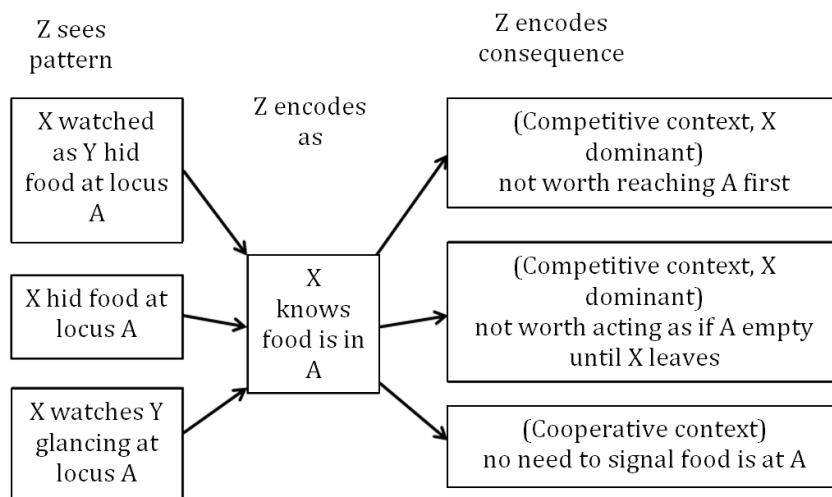 Z sees
pattern
Z encodes
consequence
Z encodes
as
X watched
as Y hid
food at locus
A
X hid food at
locus A
X watches Y
glancing at
locus A
X
knows
food is in
A
(Competitive context, X
dominant)
not worth reaching A first
(Competitive context, X
dominant)
not worth acting as if A empty
until X leaves
(Cooperative context)
no need to signal food is at A